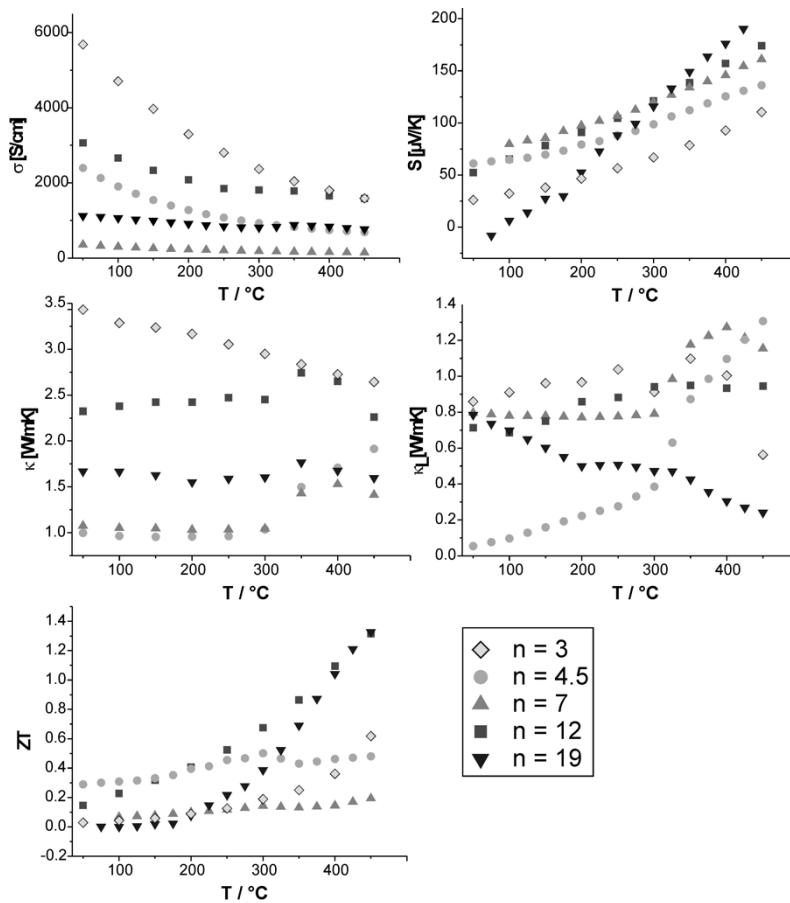 σ [S/cm]
6000
4000
2000
0
100 200 300 400
T / °C
S [µV/K]
200
150
100
50
0
100 200 300 400
T / °C
κ [W/mK]
3.5
3.0
2.5
2.0
1.5
1.0
100 200 300 400
T / °C
κL[W/mK]
1.4
1.2
1.0
0.8
0.6
0.4
0.2
0.0
100 200 300 400
T / °C
ZT
1.4
1.2
1.0
0.8
0.6
0.4
0.2
0.0
-0.2
100 200 300 400
T / °C
n = 3
n = 4.5
n = 7
n = 12
n = 19